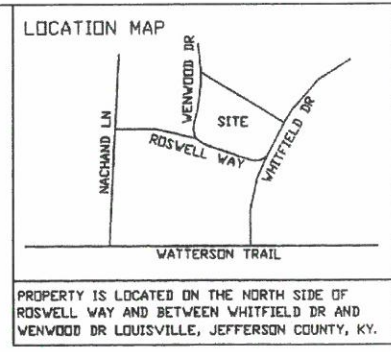 LOCATION MAP
WENWOOD DR
NACHAND LN
SITE
ROSWELL WAY
WHITFIELD DR
WATTERSON TRAIL
PROPERTY IS LOCATED ON THE NORTH SIDE OF
ROSWELL WAY AND BETWEEN WHITFIELD DR AND
WENWOOD DR LOUISVILLE, JEFFERSON COUNTY, KY.